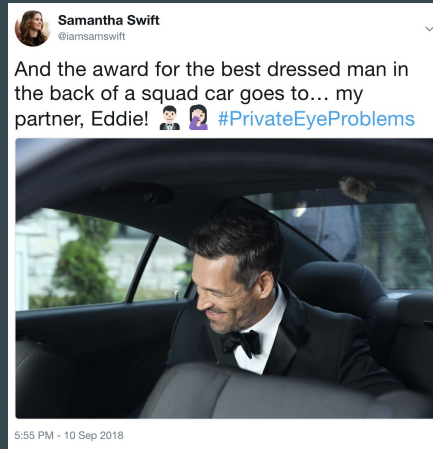 Samantha Swift
@iamsamswift
And the award for the best dressed man in
the back of a squad car goes to… my
partner, Eddie! 🤵🏻 🤦🏻‍♀️ #PrivateEyeProblems
5:55 PM - 10 Sep 2018